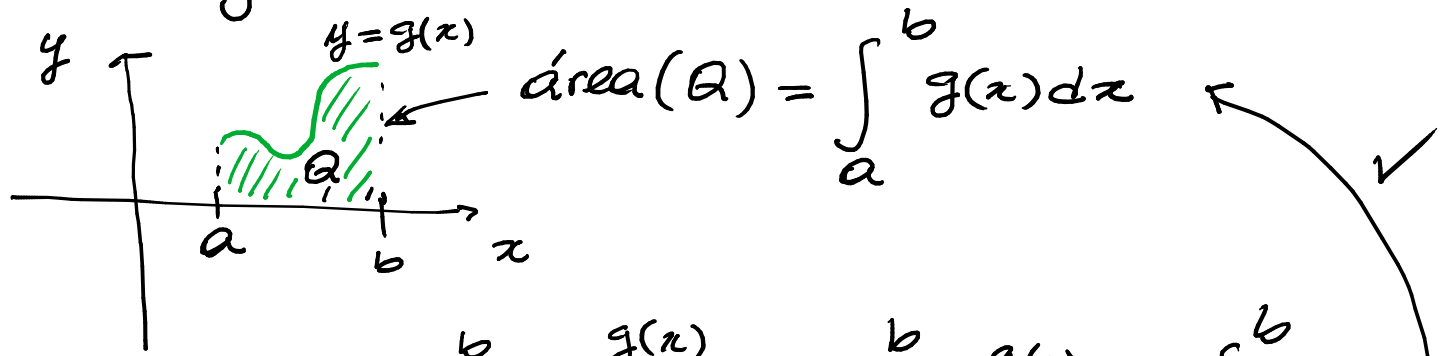 y
y = g(x)
área(Q) = ∫_a^b g(x) dx
✓
Q
a
b
x
b g(x) b b